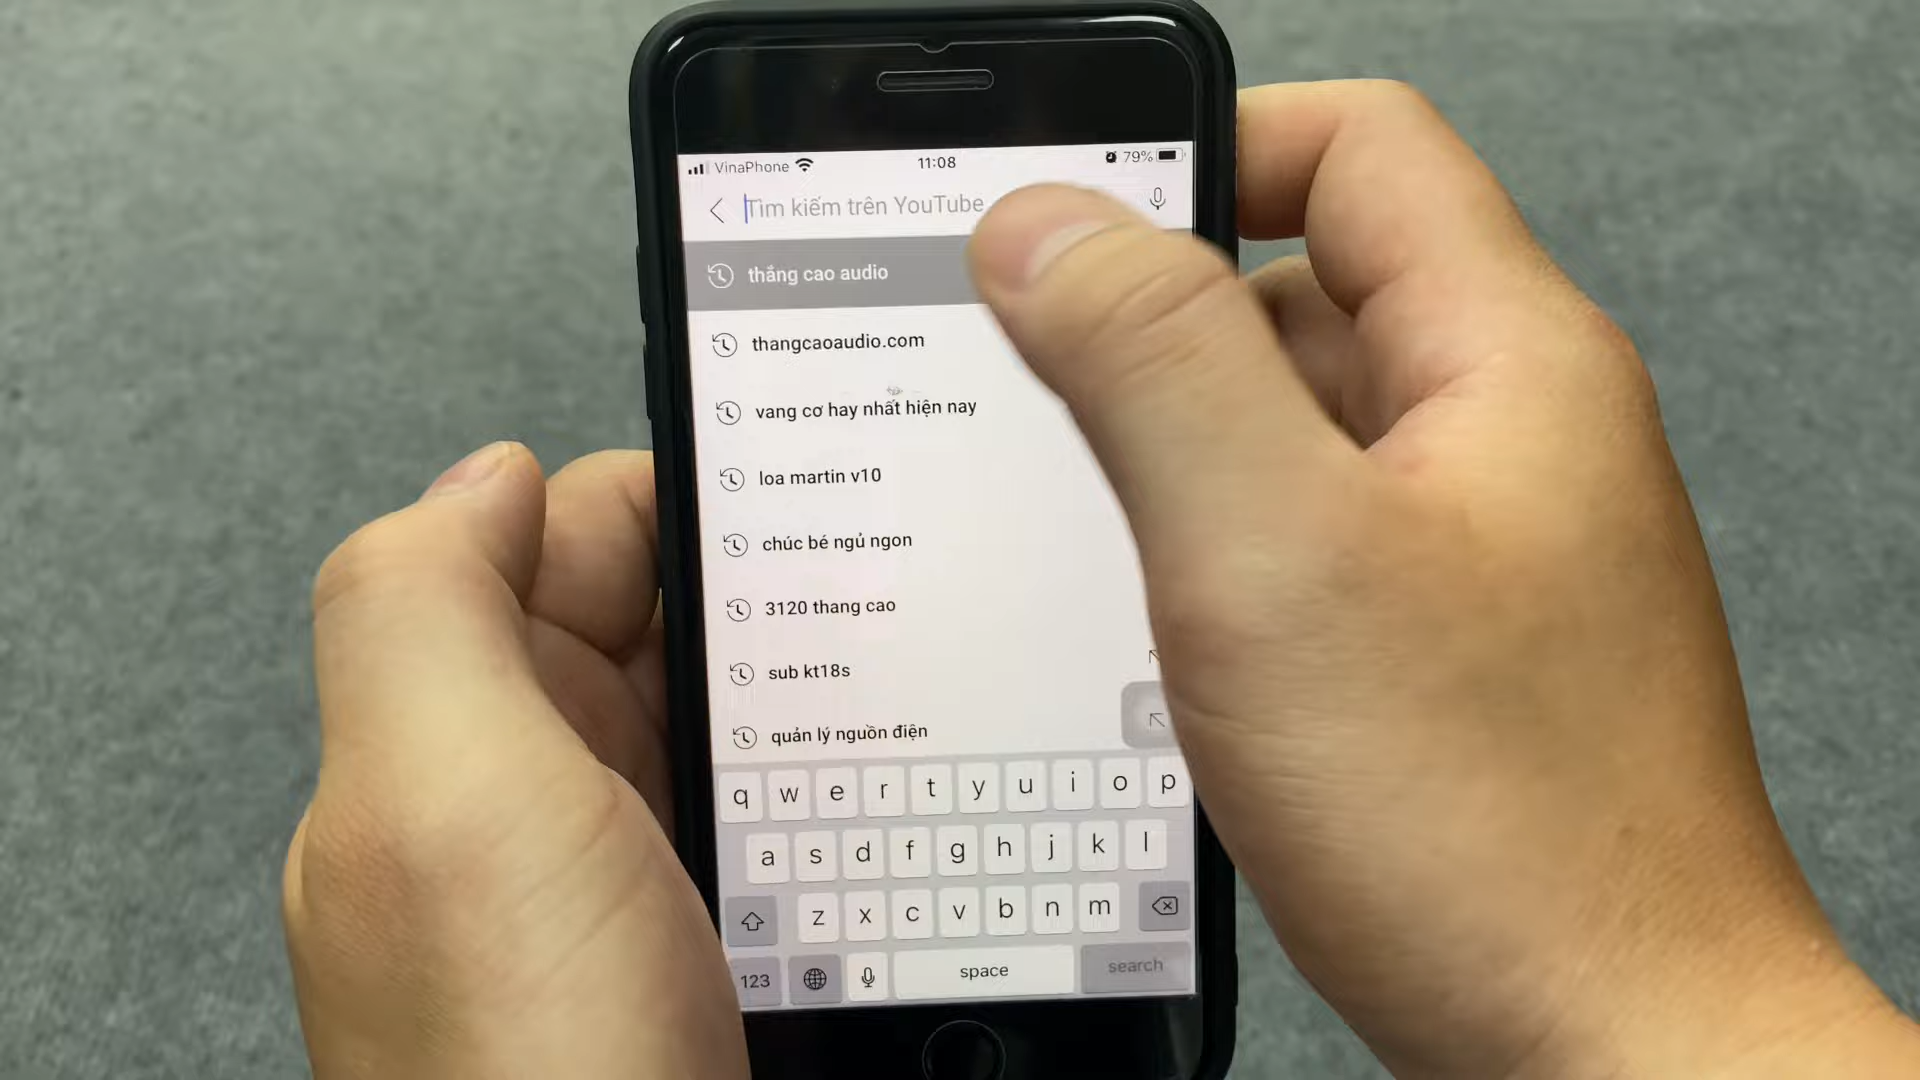 VinaPhone 11:08 79%
Tìm kiếm trên YouTube
thắng cao audio
thangcaoaudio.com
vang cơ hay nhất hiện nay
loa martin v10
chúc bé ngủ ngon
3120 thang cao
sub kt18s
quản lý nguồn điện
q w e r t y u i o p
a s d f g h j k l
z x c v b n m
123 space search